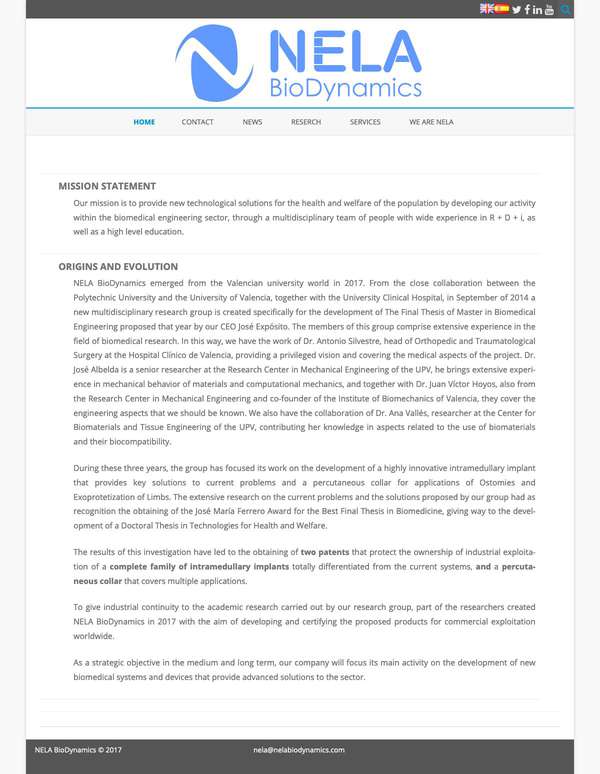 NELA
BioDynamics
HOME CONTACT NEWS RESERCH SERVICES WE ARE NELA
MISSION STATEMENT
Our mission is to provide new technological solutions for the health and welfare of the population by developing our activity
within the biomedical engineering sector, through a multidisciplinary team of people with wide experience in R + D + i, as
well as a high level education.
ORIGINS AND EVOLUTION
NELA BioDynamics emerged from the Valencian university world in 2017. From the close collaboration between the
Polytechnic University and the University of Valencia, together with the University Clinical Hospital, in September of 2014 a
new multidisciplinary research group is created specifically for the development of The Final Thesis of Master in Biomedical
Engineering proposed that year by our CEO José Expósito. The members of this group comprise extensive experience in the
field of biomedical research. In this way, we have the work of Dr. Antonio Silvestre, head of Orthopedic and Traumatological
Surgery at the Hospital Clínico de Valencia, providing a privileged vision and covering the medical aspects of the project. Dr.
José Albelda is a senior researcher at the Research Center in Mechanical Engineering of the UPV, he brings extensive experi-
ence in mechanical behavior of materials and computational mechanics, and together with Dr. Juan Víctor Hoyos, also from
the Research Center in Mechanical Engineering and co-founder of the Institute of Biomechanics of Valencia, they cover the
engineering aspects that we should be known. We also have the collaboration of Dr. Ana Vallés, researcher at the Center for
Biomaterials and Tissue Engineering of the UPV, contributing her knowledge in aspects related to the use of biomaterials
and their biocompatibility.
During these three years, the group has focused its work on the development of a highly innovative intramedullary implant
that provides key solutions to current problems and a percutaneous collar for applications of Ostomies and
Exoprotetization of Limbs. The extensive research on the current problems and the solutions proposed by our group had as
recognition the obtaining of the José María Ferrero Award for the Best Final Thesis in Biomedicine, giving way to the devel-
opment of a Doctoral Thesis in Technologies for Health and Welfare.
The results of this investigation have led to the obtaining of two patents that protect the ownership of industrial exploita-
tion of a complete family of intramedullary implants totally differentiated from the current systems, and a percuta-
neous collar that covers multiple applications.
To give industrial continuity to the academic research carried out by our research group, part of the researchers created
NELA BioDynamics in 2017 with the aim of developing and certifying the proposed products for commercial exploitation
worldwide.
As a strategic objective in the medium and long term, our company will focus its main activity on the development of new
biomedical systems and devices that provide advanced solutions to the sector.
NELA BioDynamics © 2017 nela@nelabiodynamics.com